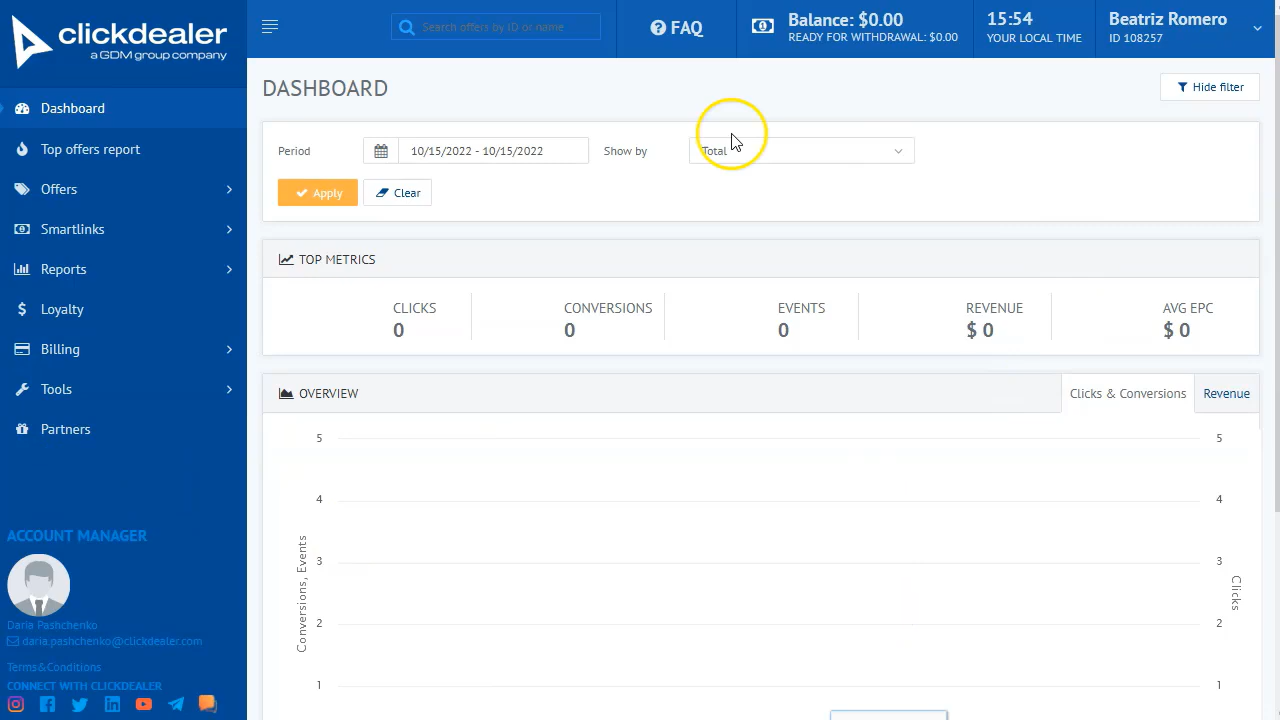 clickdealer
a GDM group company
Search offers by ID or name
FAQ
Balance: $0.00
READY FOR WITHDRAWAL: $0.00
15:54
YOUR LOCAL TIME
Beatriz Romero
ID 108257
Dashboard
Top offers report
Offers
Smartlinks
Reports
Loyalty
Billing
Tools
Partners
ACCOUNT MANAGER
Daria Pashchenko
daria.pashchenko@clickdealer.com
Terms&Conditions
CONNECT WITH CLICKDEALER
DASHBOARD
Hide filter
Period
10/15/2022 - 10/15/2022
Show by
Total
Apply
Clear
TOP METRICS
CLICKS
0
CONVERSIONS
0
EVENTS
0
REVENUE
$ 0
AVG EPC
$ 0
OVERVIEW
Clicks & Conversions
Revenue
5
4
3
2
1
Conversions, Events
5
4
3
2
1
Clicks